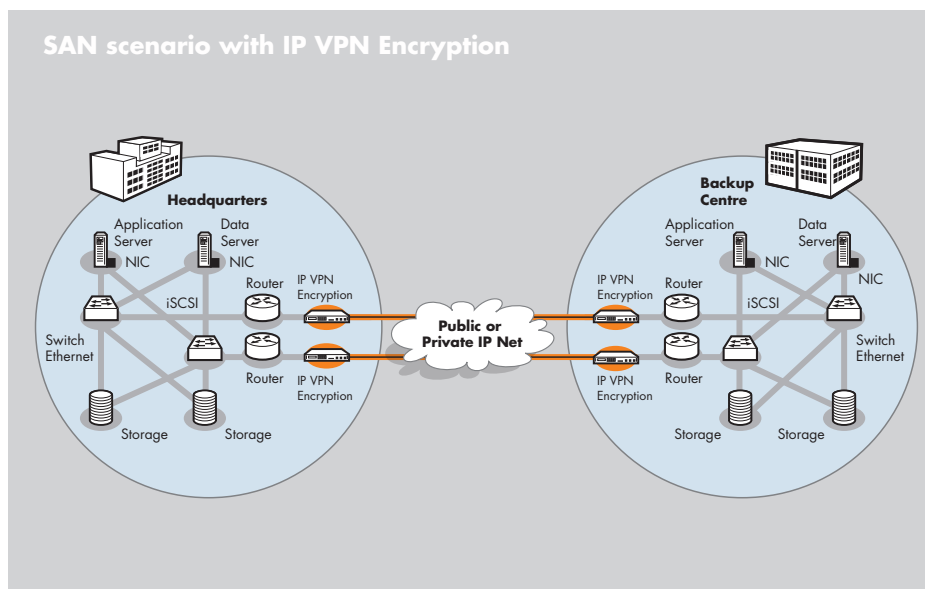 SAN scenario with IP VPN Encryption
Headquarters
Application
Server
NIC
Data
Server
NIC
iSCSI
Router
IP VPN
Encryption
Switch
Ethernet
Router
IP VPN
Encryption
Storage
Storage
Public or
Private IP Net
Backup
Centre
Application
Server
NIC
Data
Server
NIC
IP VPN
Encryption
Router
iSCSI
Switch
Ethernet
IP VPN
Encryption
Router
Storage
Storage